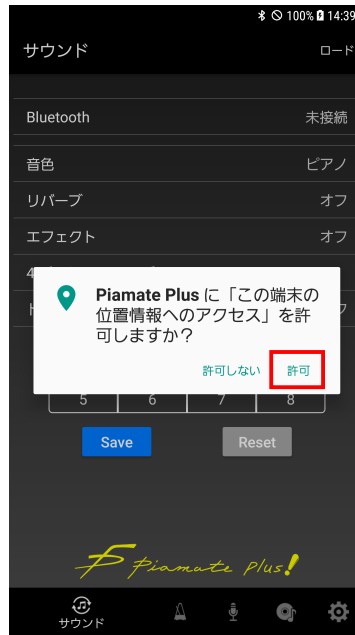 100% 14:39
サウンド ロード
Bluetooth 未接続
音色 ピアノ
リバーブ オフ
エフェクト オフ
4
Piamate Plus に「この端末の
位置情報へのアクセス」を許
可しますか？
許可しない 許可
5 6 7 8
Save Reset
Piamate Plus!
サウンド